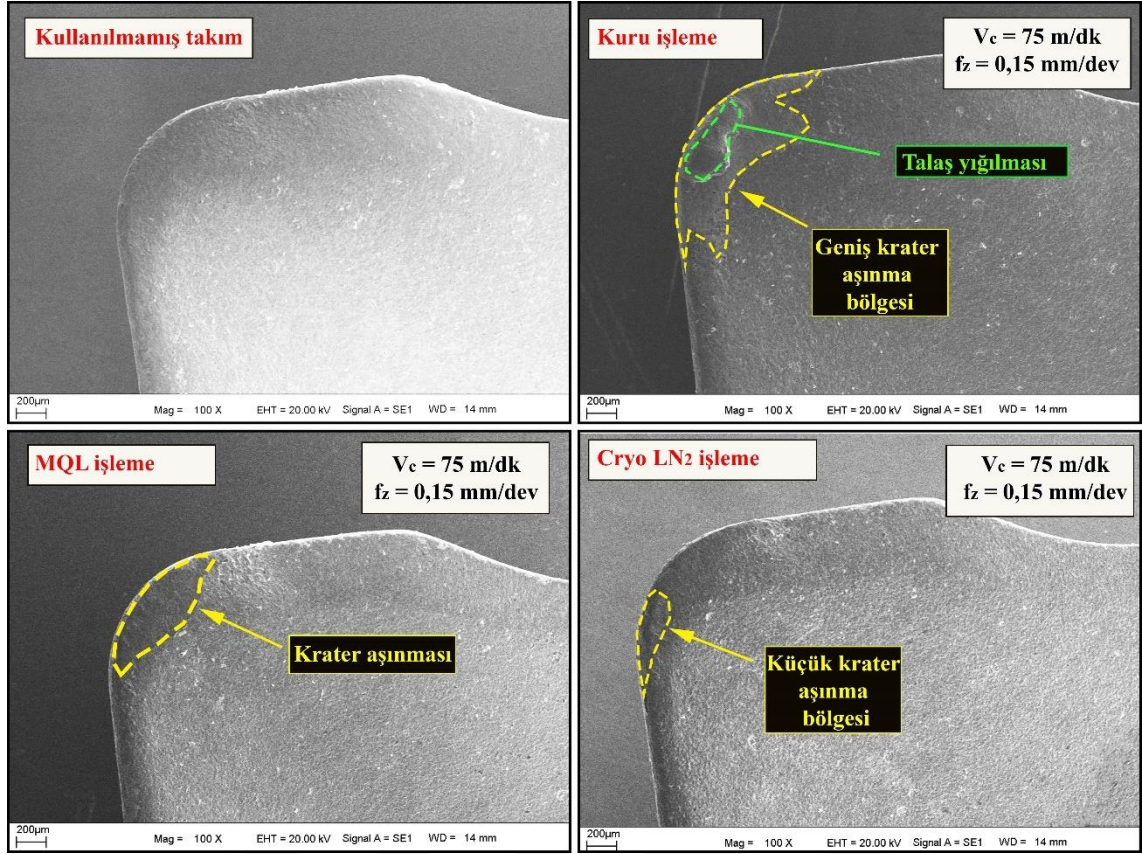 Kullanılmamış takım
200µm
Mag = 100 X EHT = 20.00 kV Signal A = SE1 WD = 14 mm
Kuru işleme
Vc = 75 m/dk
fz = 0,15 mm/dev
Talaş yığılması
Geniş krater
aşınma
bölgesi
200µm
Mag = 100 X EHT = 20.00 kV Signal A = SE1 WD = 14 mm
MQL işleme
Vc = 75 m/dk
fz = 0,15 mm/dev
Krater aşınması
200µm
Mag = 100 X EHT = 20.00 kV Signal A = SE1 WD = 14 mm
Cryo LN2 işleme
Vc = 75 m/dk
fz = 0,15 mm/dev
Küçük krater
aşınma
bölgesi
200µm
Mag = 100 X EHT = 20.00 kV Signal A = SE1 WD = 14 mm